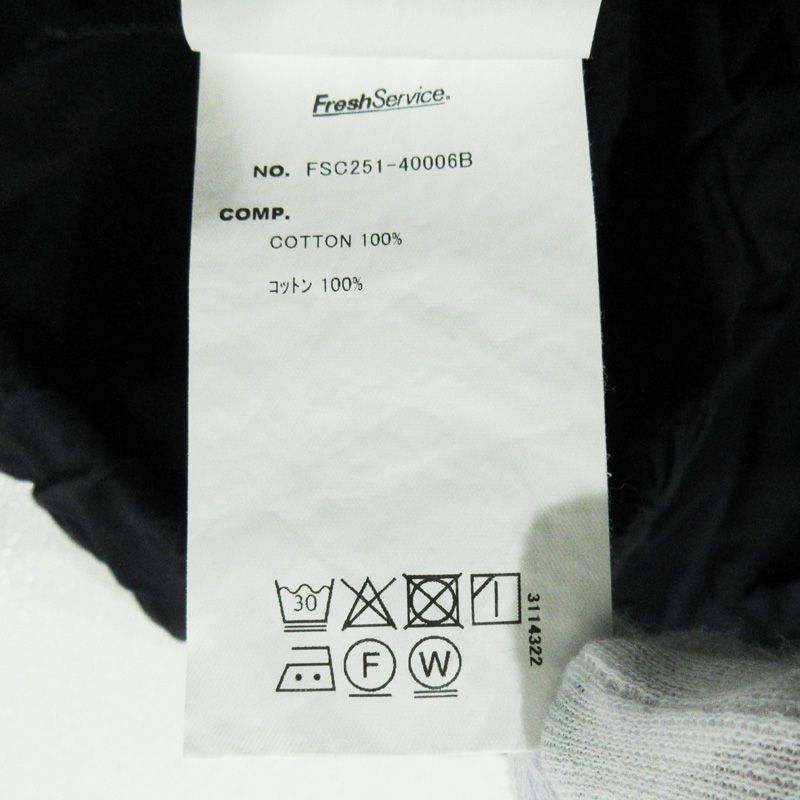 FreshService®
NO. FSC251-40006B
COMP.
COTTON 100%
コットン 100%
30
3114322
F W